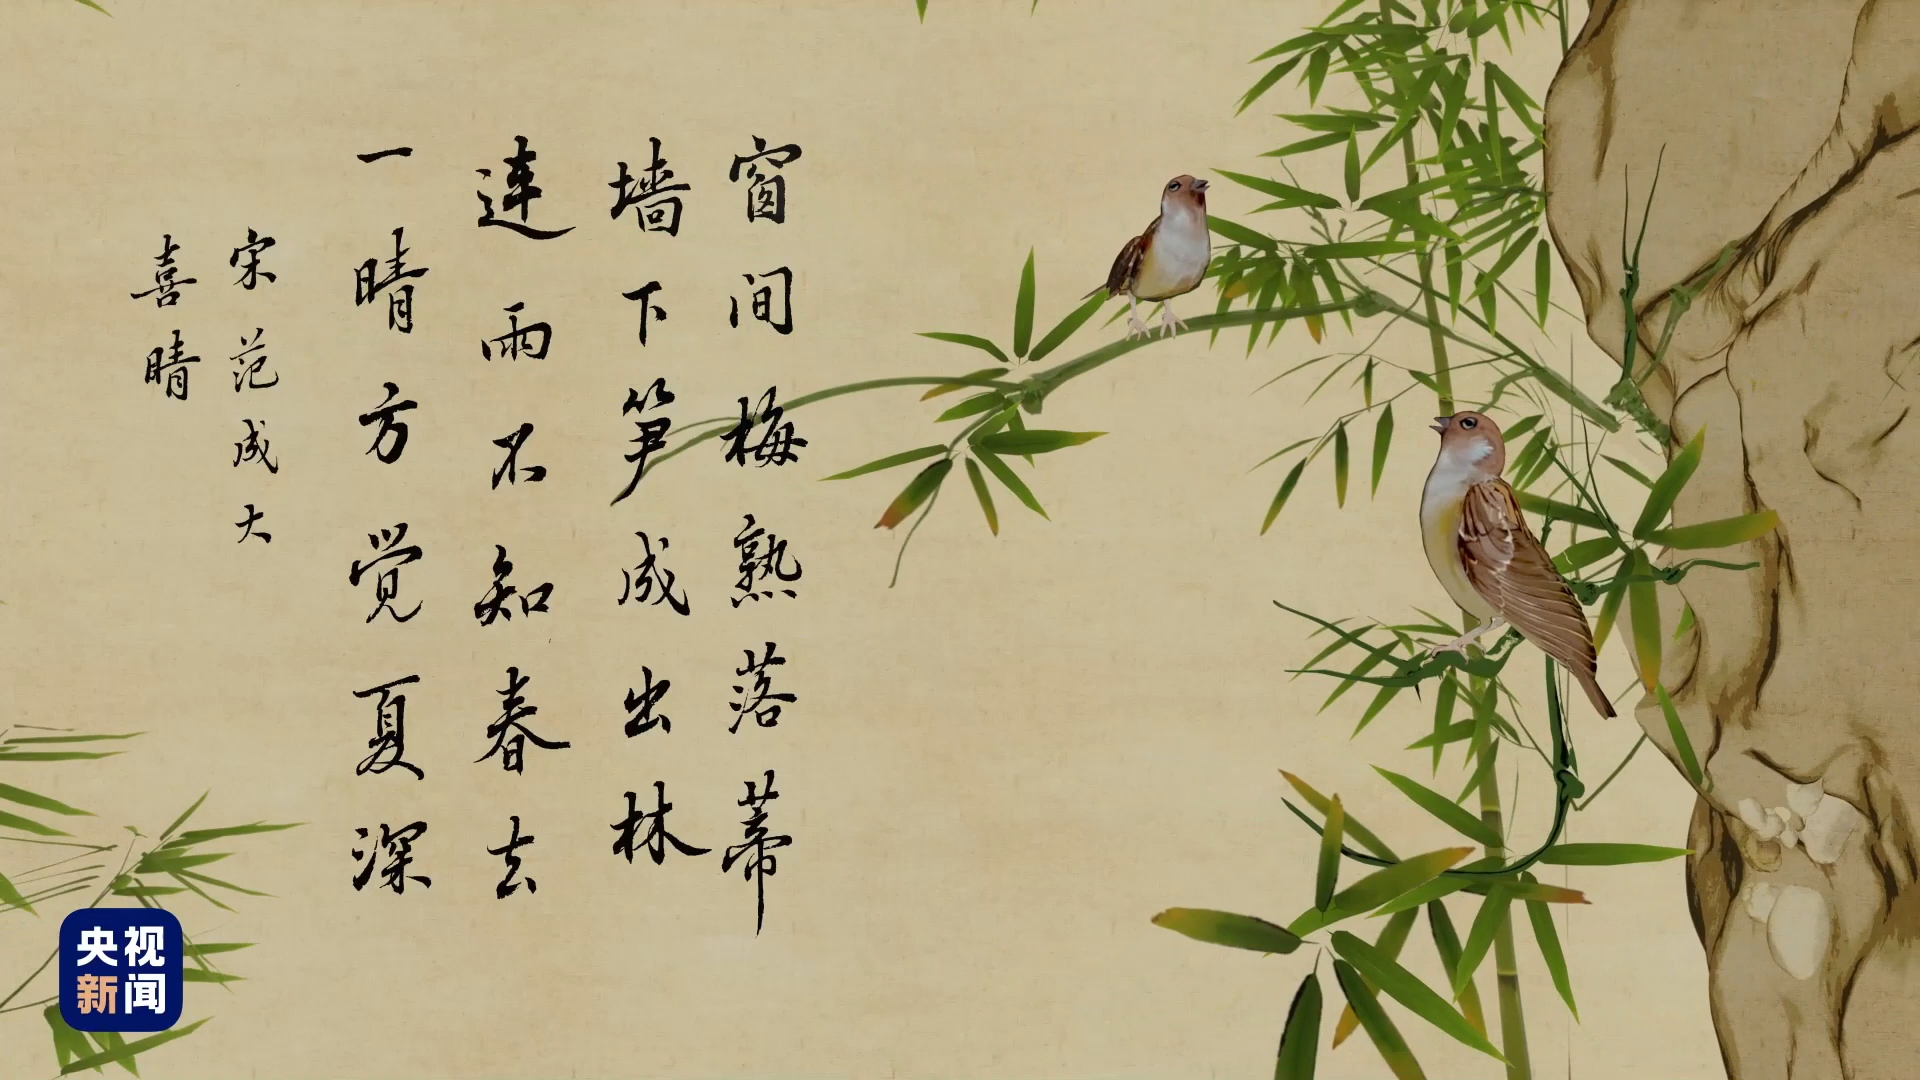 窗间梅熟落蒂
墙下笋成出林
连雨不知春去
一晴方觉夏深
宋范成大
喜晴
央视
新闻